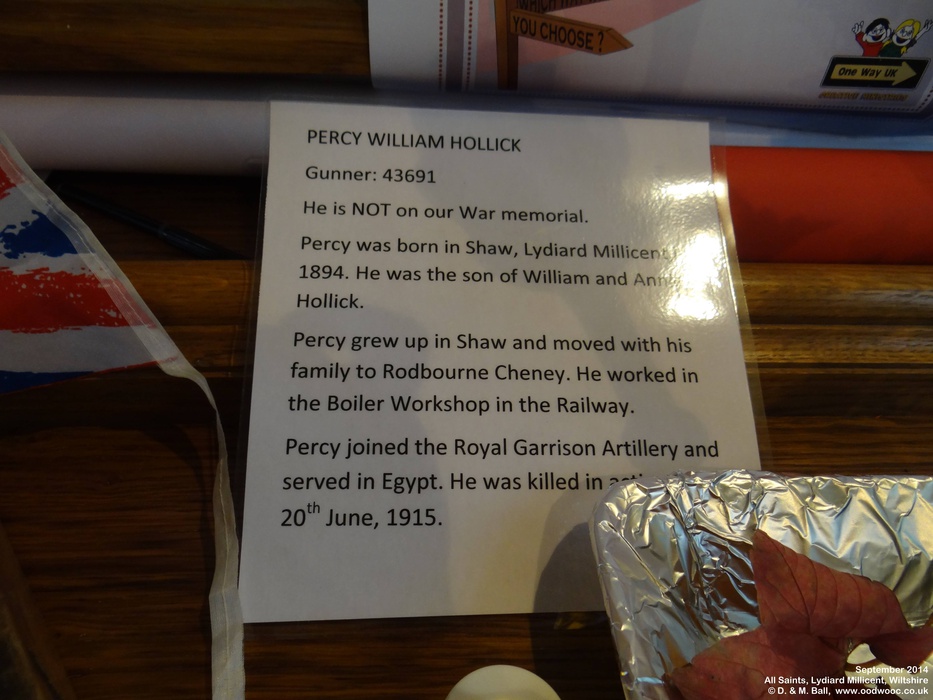 YOU CHOOSE ?
One Way UK
PERCY WILLIAM HOLLICK
Gunner: 43691
He is NOT on our War memorial.
Percy was born in Shaw, Lydiard Millicent
1894. He was the son of William and
Hollick.
Percy grew up in Shaw and moved with his
family to Rodbourne Cheney. He worked in
the Boiler Workshop in the Railway.
Percy joined the Royal Garrison Artillery and
served in Egypt. He was killed in
20th June, 1915.
September 2014
All Saints, Lydiard Millicent, Wiltshire
© D. & M. Ball, www.oodwooc.co.uk